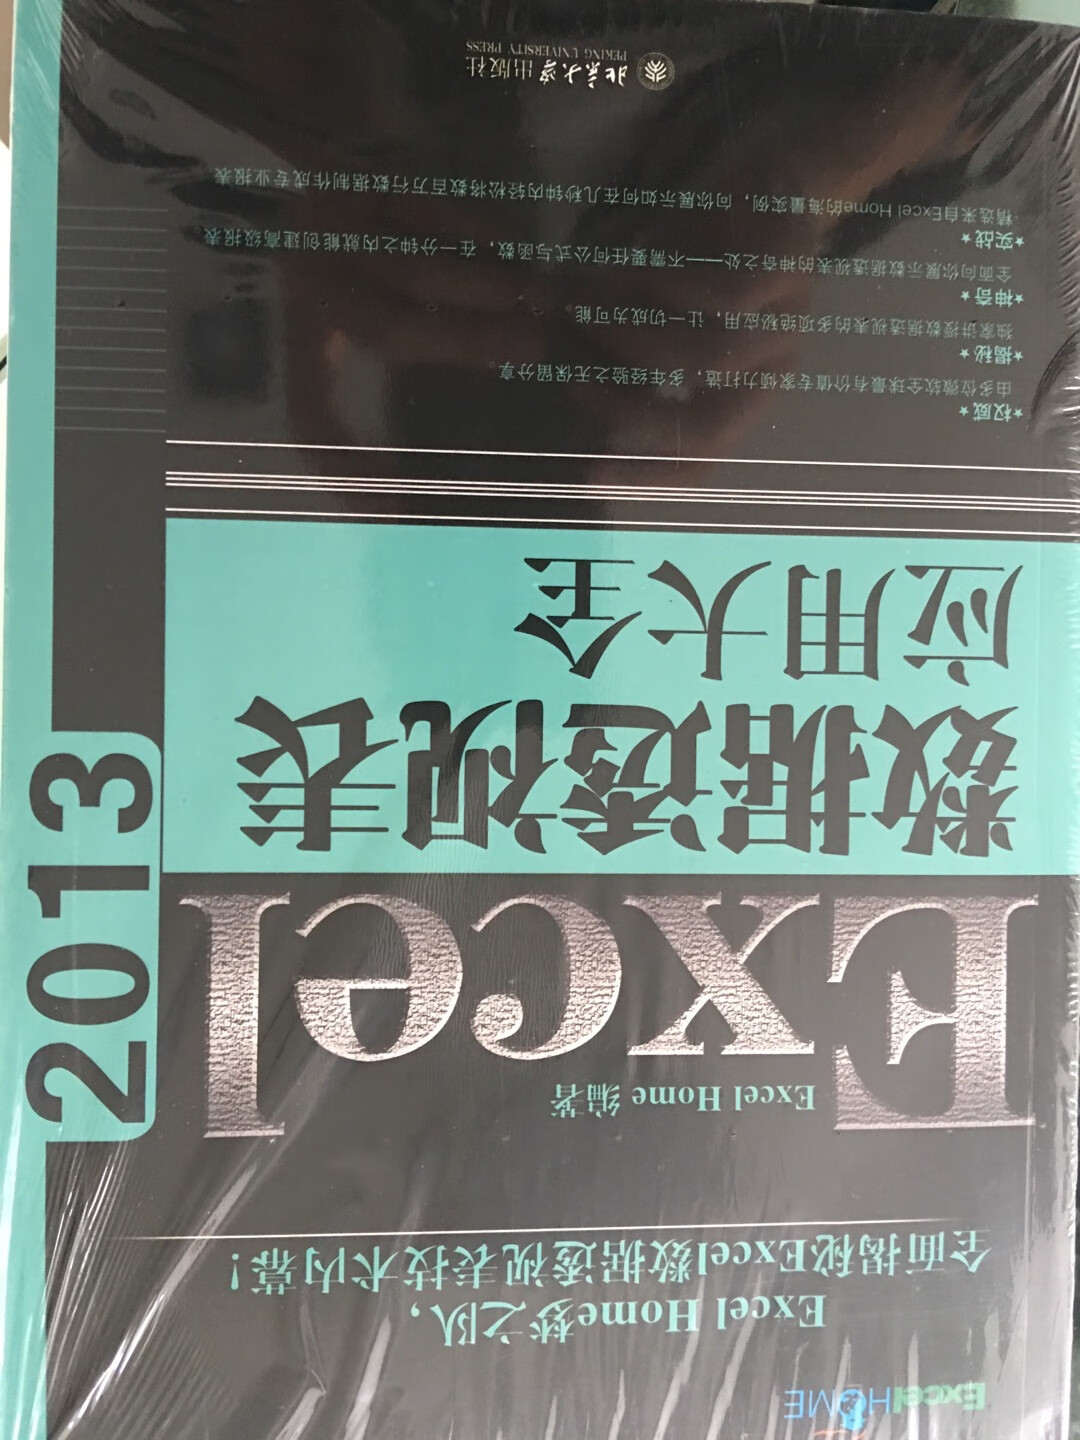 ExcelHOME
Excel Home梦之队，
全面揭秘Excel数据透视表技术内幕！
Excel Home 编著
Excel
2013
数据透视表
应用大全
★权威★
由多位微软全球最有价值专家倾力打造，多年经验之无保留分享。
★揭秘★
独家讲授数据透视表的多项绝秘应用，让一切成为可能。
★神奇★
全面向你展示数据透视表的神奇之处——不需要任何公式与函数，在一分钟之内就能创建高级报表。
★实战★
精选来自Excel Home的海量实例，向你展示如何在几秒钟内轻松将数百万行数据制作成专业报表
北京大学出版社
PEKING UNIVERSITY PRESS